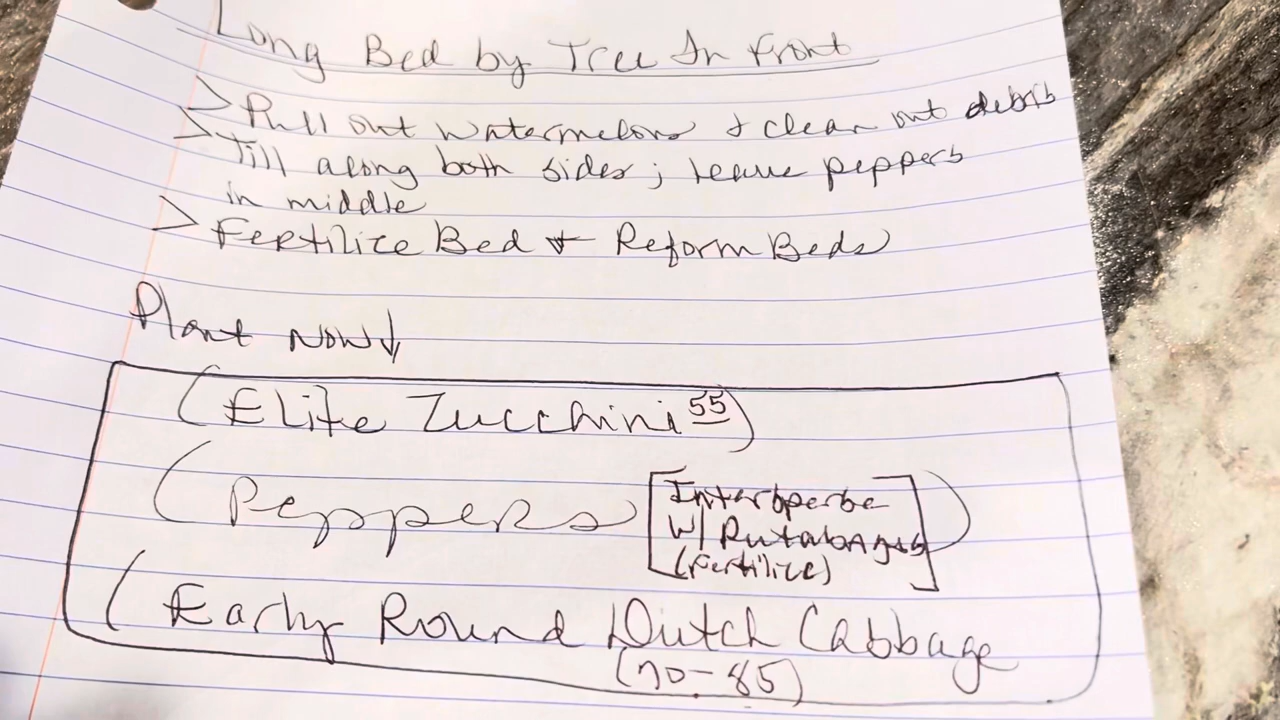 Long Bed by Tree In Front
> Pull out watermelons & clean out debris
> Till along both sides; leave peppers
in middle
> Fertilize Bed & Reform Beds
Plant Now↓
(Elite Zucchini 55)
(Peppers [Intersperse
W/ Rutabagas
(Fertilize)])
(Early Round Dutch Cabbage
(70-85)